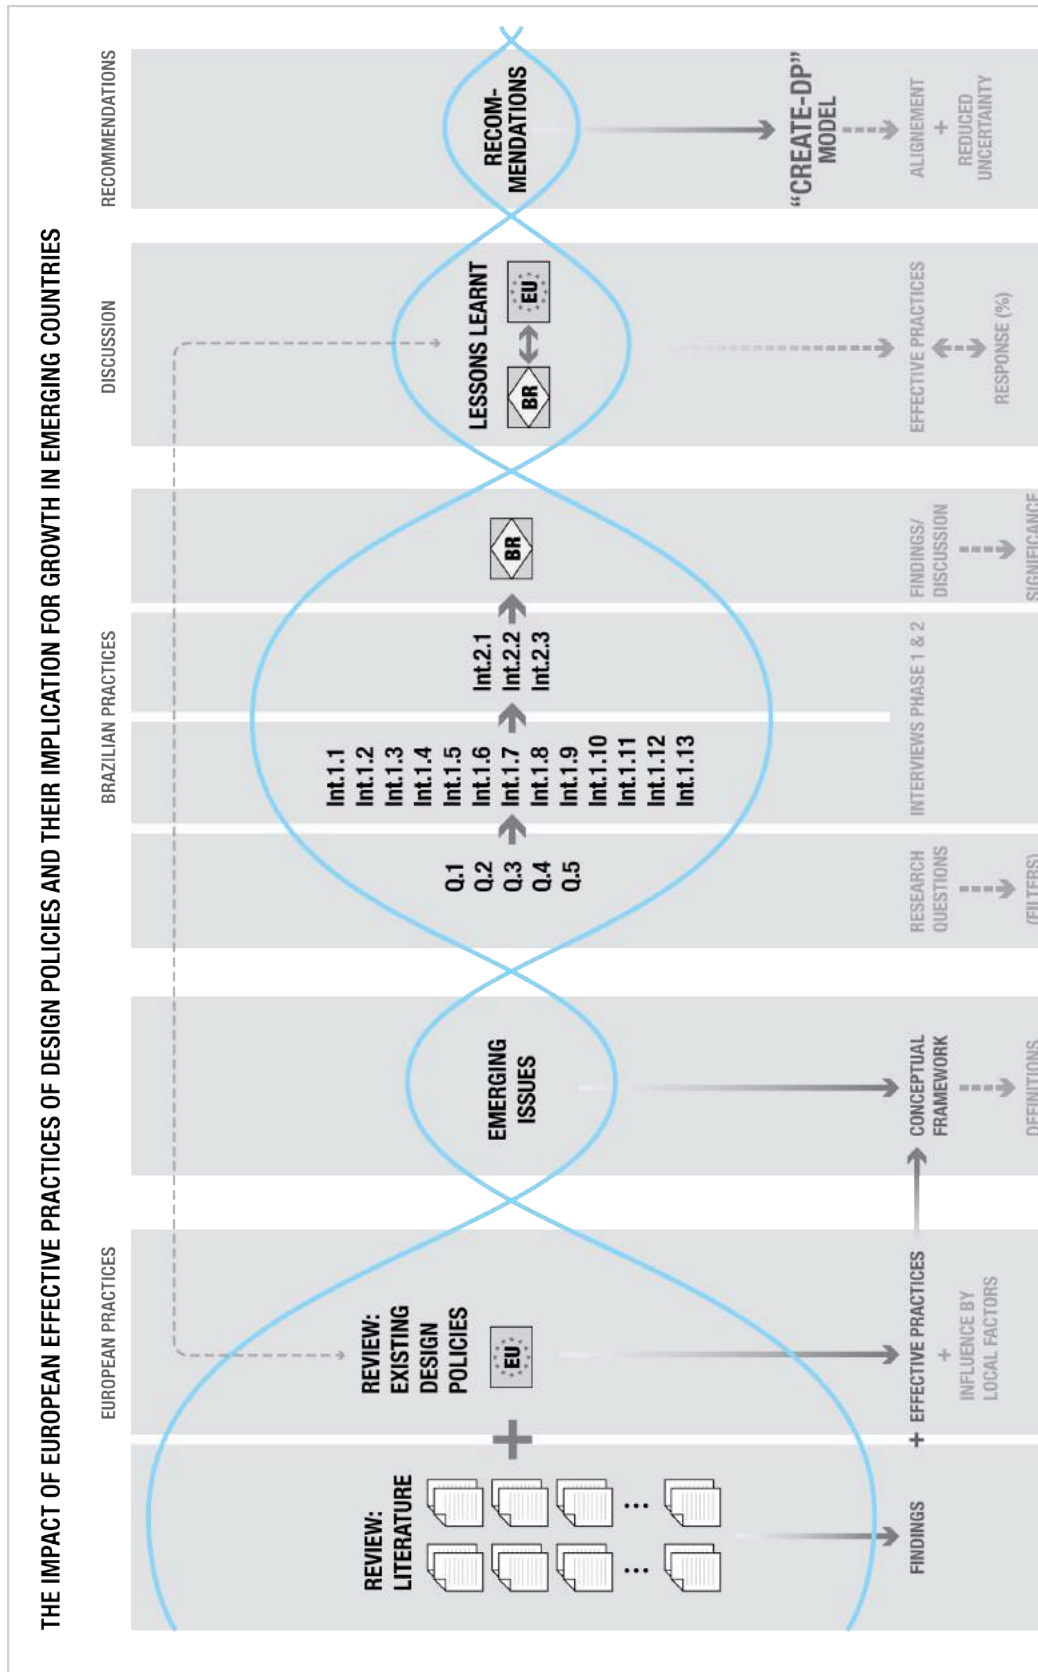 THE IMPACT OF EUROPEAN EFFECTIVE PRACTICES OF DESIGN POLICIES AND THEIR IMPLICATION FOR GROWTH IN EMERGING COUNTRIES
EUROPEAN PRACTICES
BRAZILIAN PRACTICES
DISCUSSION
RECOMMENDATIONS
REVIEW:
LITERATURE
...
...
FINDINGS
+
REVIEW:
EXISTING
DESIGN
POLICIES
EU
+ EFFECTIVE PRACTICES
+
INFLUENCE BY
LOCAL FACTORS
EMERGING
ISSUES
CONCEPTUAL
FRAMEWORK
DEFINITIONS
Q.1
Q.2
Q.3
Q.4
Q.5
RESEARCH
QUESTIONS
(FILTERS)
Int.1.1
Int.1.2
Int.1.3
Int.1.4
Int.1.5
Int.1.6
Int.1.7
Int.1.8
Int.1.9
Int.1.10
Int.1.11
Int.1.12
Int.1.13
Int.2.1
Int.2.2
Int.2.3
INTERVIEWS PHASE 1 & 2
BR
FINDINGS/
DISCUSSION
SIGNIFICANCE
LESSONS LEARNT
BR
EU
EFFECTIVE PRACTICES
RESPONSE (%)
RECOM-
MENDATIONS
“CREATE-DP”
MODEL
ALIGNEMENT
+
REDUCED
UNCERTAINTY